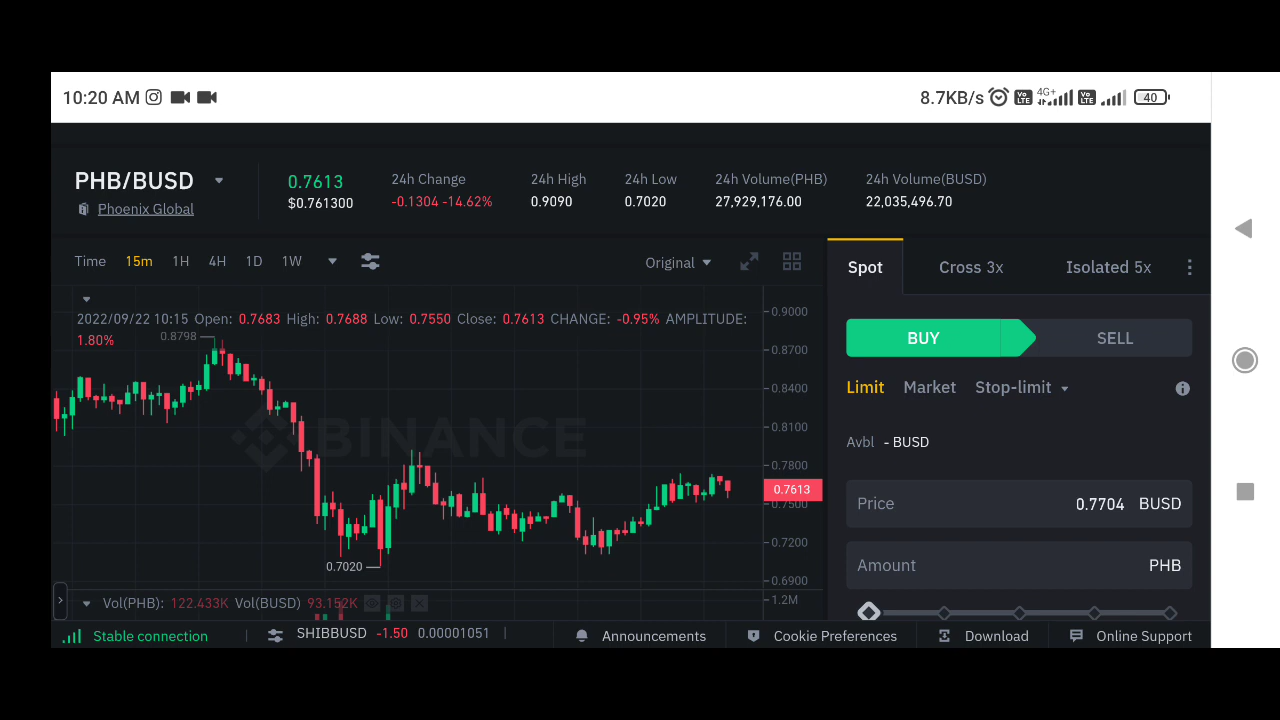 10:20 AM 8.7KB/s Vo LTE 4G+ Vo LTE 40
PHB/BUSD
Phoenix Global
0.7613
$0.761300
24h Change
-0.1304 -14.62%
24h High
0.9090
24h Low
0.7020
24h Volume(PHB)
27,929,176.00
24h Volume(BUSD)
22,035,496.70
Time 15m 1H 4H 1D 1W
Original
2022/09/22 10:15 Open: 0.7683 High: 0.7688 Low: 0.7550 Close: 0.7613 CHANGE: -0.95% AMPLITUDE:
1.80%
0.8798
BINANCE
0.7020
0.9000
0.8700
0.8400
0.8100
0.7800
0.7613
0.7500
0.7200
0.6900
1.2M
Vol(PHB): 122.433K Vol(BUSD) 93.152K
Spot Cross 3x Isolated 5x
BUY SELL
Limit Market Stop-limit
Avbl - BUSD
Price 0.7704 BUSD
Amount PHB
Stable connection SHIBBUSD -1.50 0.00001051 Announcements Cookie Preferences Download Online Support